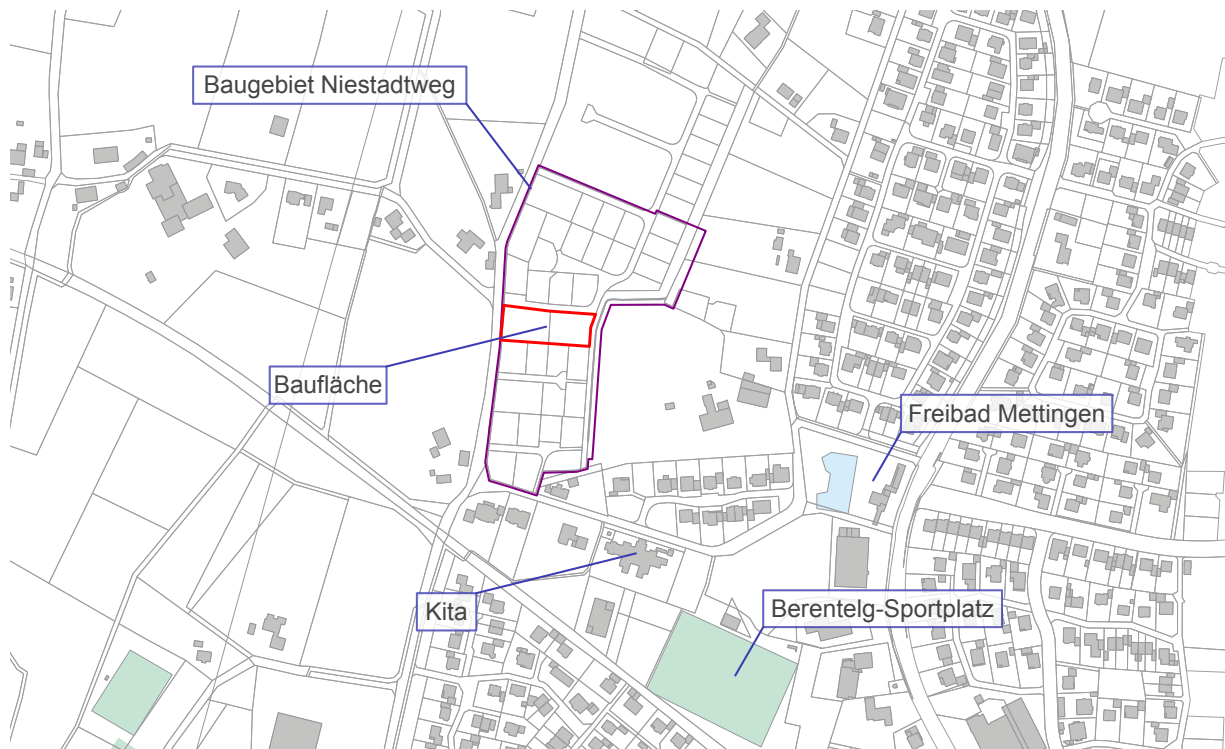 Baugebiet Niestadtweg
Baufläche
Freibad Mettingen
Kita
Berentelg-Sportplatz